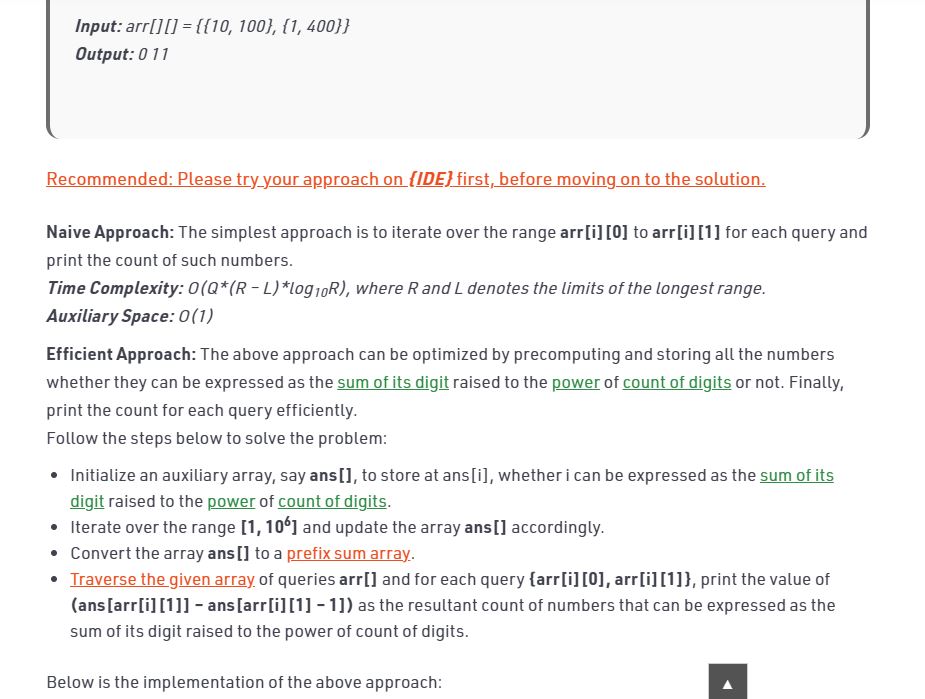 Input: arr[][] = {{10, 100}, {1, 400}}
Output: 0 11
Recommended: Please try your approach on {IDE} first, before moving on to the solution.
Naive Approach: The simplest approach is to iterate over the range arr[i][0] to arr[i][1] for each query and
print the count of such numbers.
Time Complexity: O(Q*(R – L)*log₁₀R), where R and L denotes the limits of the longest range.
Auxiliary Space: O(1)
Efficient Approach: The above approach can be optimized by precomputing and storing all the numbers
whether they can be expressed as the sum of its digit raised to the power of count of digits or not. Finally,
print the count for each query efficiently.
Follow the steps below to solve the problem:
• Initialize an auxiliary array, say ans[], to store at ans[i], whether i can be expressed as the sum of its
digit raised to the power of count of digits.
• Iterate over the range [1, 10⁶] and update the array ans[] accordingly.
• Convert the array ans[] to a prefix sum array.
• Traverse the given array of queries arr[] and for each query {arr[i][0], arr[i][1]}, print the value of
(ans[arr[i][1]] – ans[arr[i][1] – 1]) as the resultant count of numbers that can be expressed as the
sum of its digit raised to the power of count of digits.
Below is the implementation of the above approach: